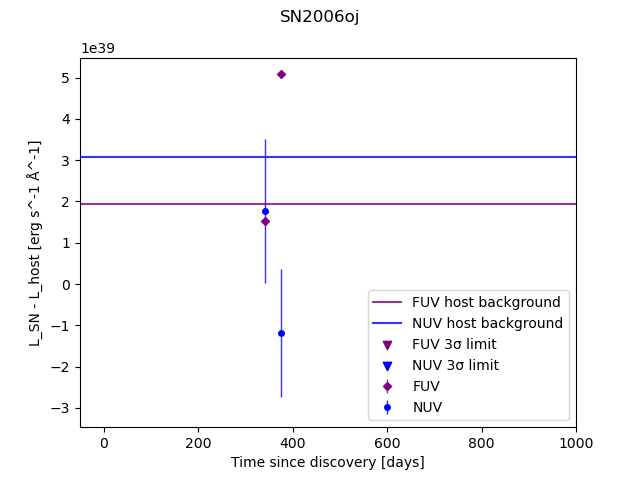 SN2006oj
1e39
5
4
3
2
1
0
−1
−2
−3
L_SN - L_host [erg s^-1 Å^-1]
FUV host background
NUV host background
FUV 3σ limit
NUV 3σ limit
FUV
NUV
0 200 400 600 800 1000
Time since discovery [days]